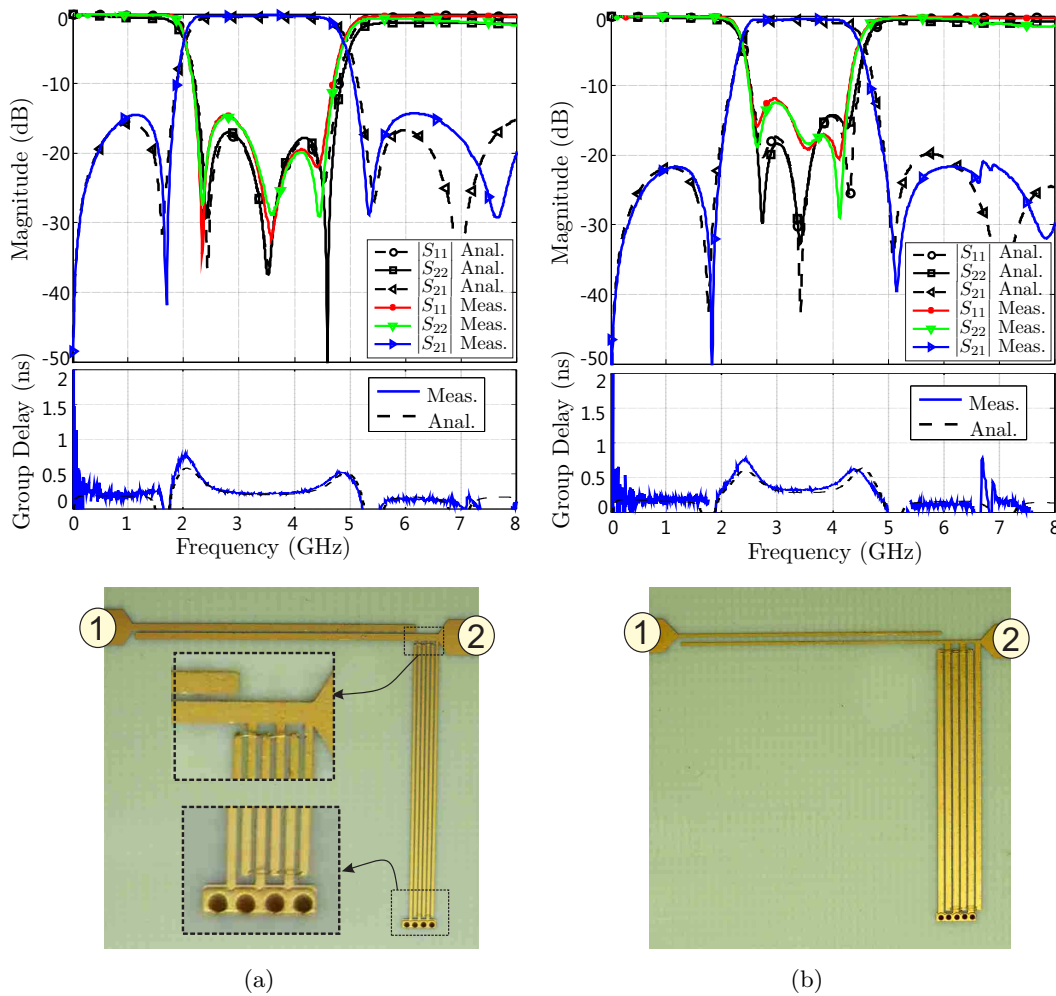 0
-10
-20
-30
-40
-50
Magnitude (dB)
|S11| Anal.
|S22| Anal.
|S21| Anal.
|S11| Meas.
|S22| Meas.
|S21| Meas.
2
1.5
1
0.5
0
Group Delay (ns)
Meas.
Anal.
0 1 2 3 4 5 6 7 8
Frequency (GHz)
1
2
(a)
0
-10
-20
-30
-40
-50
Magnitude (dB)
|S11| Anal.
|S22| Anal.
|S21| Anal.
|S11| Meas.
|S22| Meas.
|S21| Meas.
2
1.5
1
0.5
0
Group Delay (ns)
Meas.
Anal.
0 1 2 3 4 5 6 7 8
Frequency (GHz)
1
2
(b)